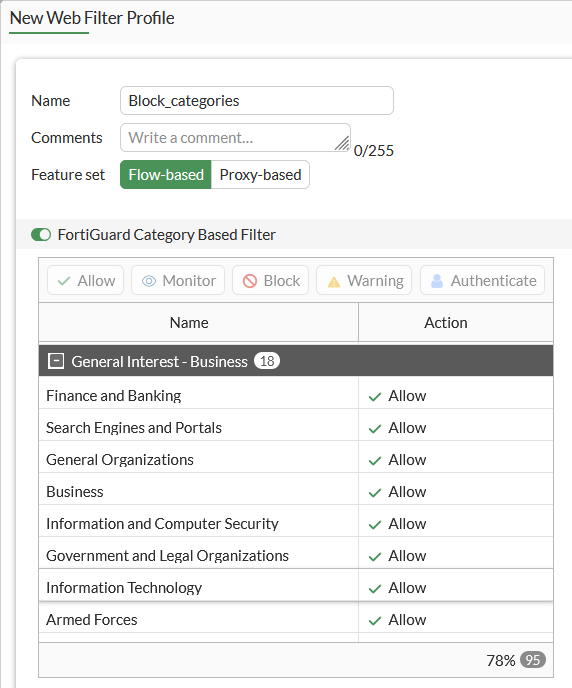 New Web Filter Profile
Name Block_categories
Comments Write a comment... 0/255
Feature set Flow-based Proxy-based
FortiGuard Category Based Filter
Allow Monitor Block Warning Authenticate
Name Action
General Interest - Business 18
Finance and Banking Allow
Search Engines and Portals Allow
General Organizations Allow
Business Allow
Information and Computer Security Allow
Government and Legal Organizations Allow
Information Technology Allow
Armed Forces Allow
78% 95